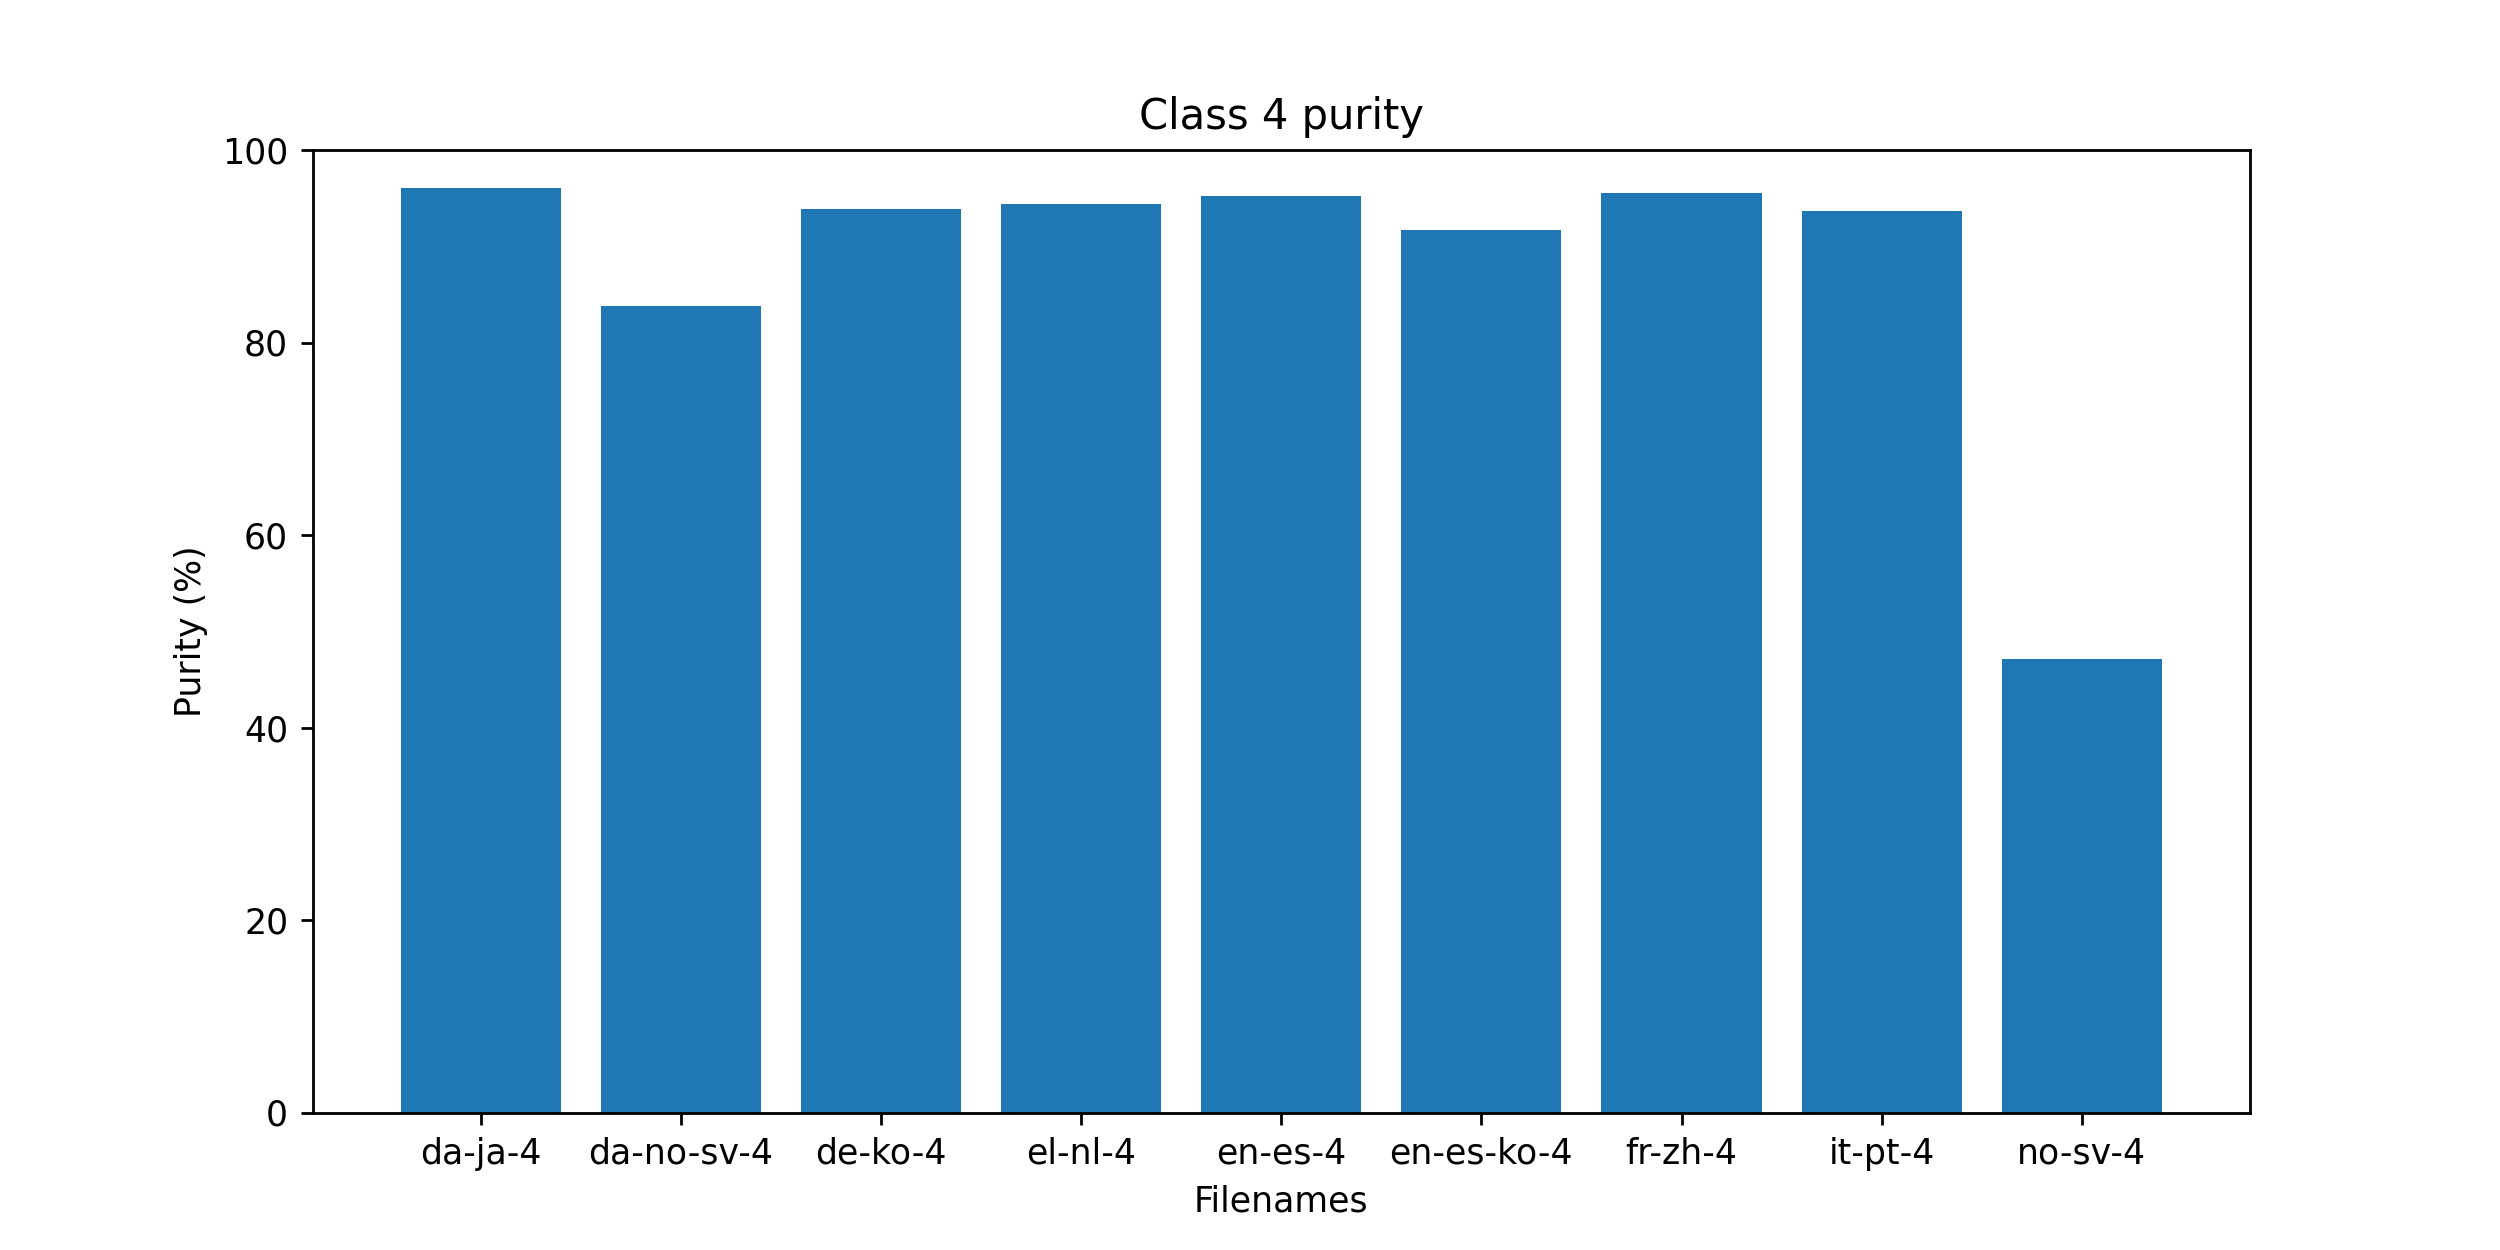 Class 4 purity
100
80
60
40
20
0
Purity (%)
da-ja-4 da-no-sv-4 de-ko-4 el-nl-4 en-es-4 en-es-ko-4 fr-zh-4 it-pt-4 no-sv-4
Filenames